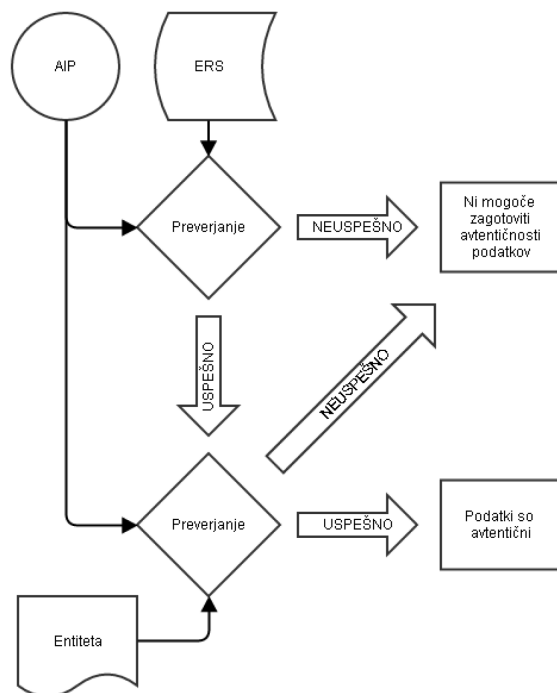 AIP
ERS
Preverjanje
NEUSPEŠNO
Ni mogoče
zagotoviti
avtentičnosti
podatkov
USPEŠNO
NEUSPEŠNO
Preverjanje
USPEŠNO
Podatki so
avtentični
Entiteta